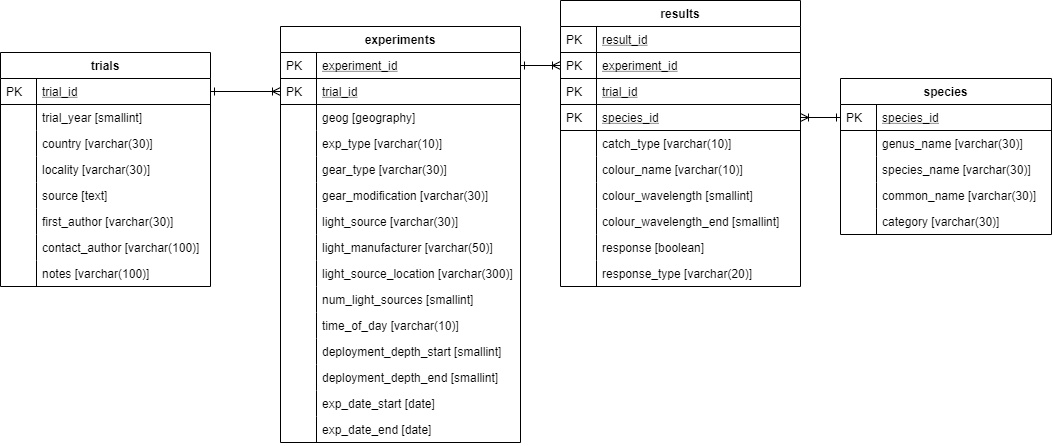 trials
PK trial_id
trial_year [smallint]
country [varchar(30)]
locality [varchar(30)]
source [text]
first_author [varchar(30)]
contact_author [varchar(100)]
notes [varchar(100)]
experiments
PK experiment_id
PK trial_id
geog [geography]
exp_type [varchar(10)]
gear_type [varchar(30)]
gear_modification [varchar(30)]
light_source [varchar(30)]
light_manufacturer [varchar(50)]
light_source_location [varchar(300)]
num_light_sources [smallint]
time_of_day [varchar(10)]
deployment_depth_start [smallint]
deployment_depth_end [smallint]
exp_date_start [date]
exp_date_end [date]
results
PK result_id
PK experiment_id
PK trial_id
PK species_id
catch_type [varchar(10)]
colour_name [varchar(10)]
colour_wavelength [smallint]
colour_wavelength_end [smallint]
response [boolean]
response_type [varchar(20)]
species
PK species_id
genus_name [varchar(30)]
species_name [varchar(30)]
common_name [varchar(30)]
category [varchar(30)]